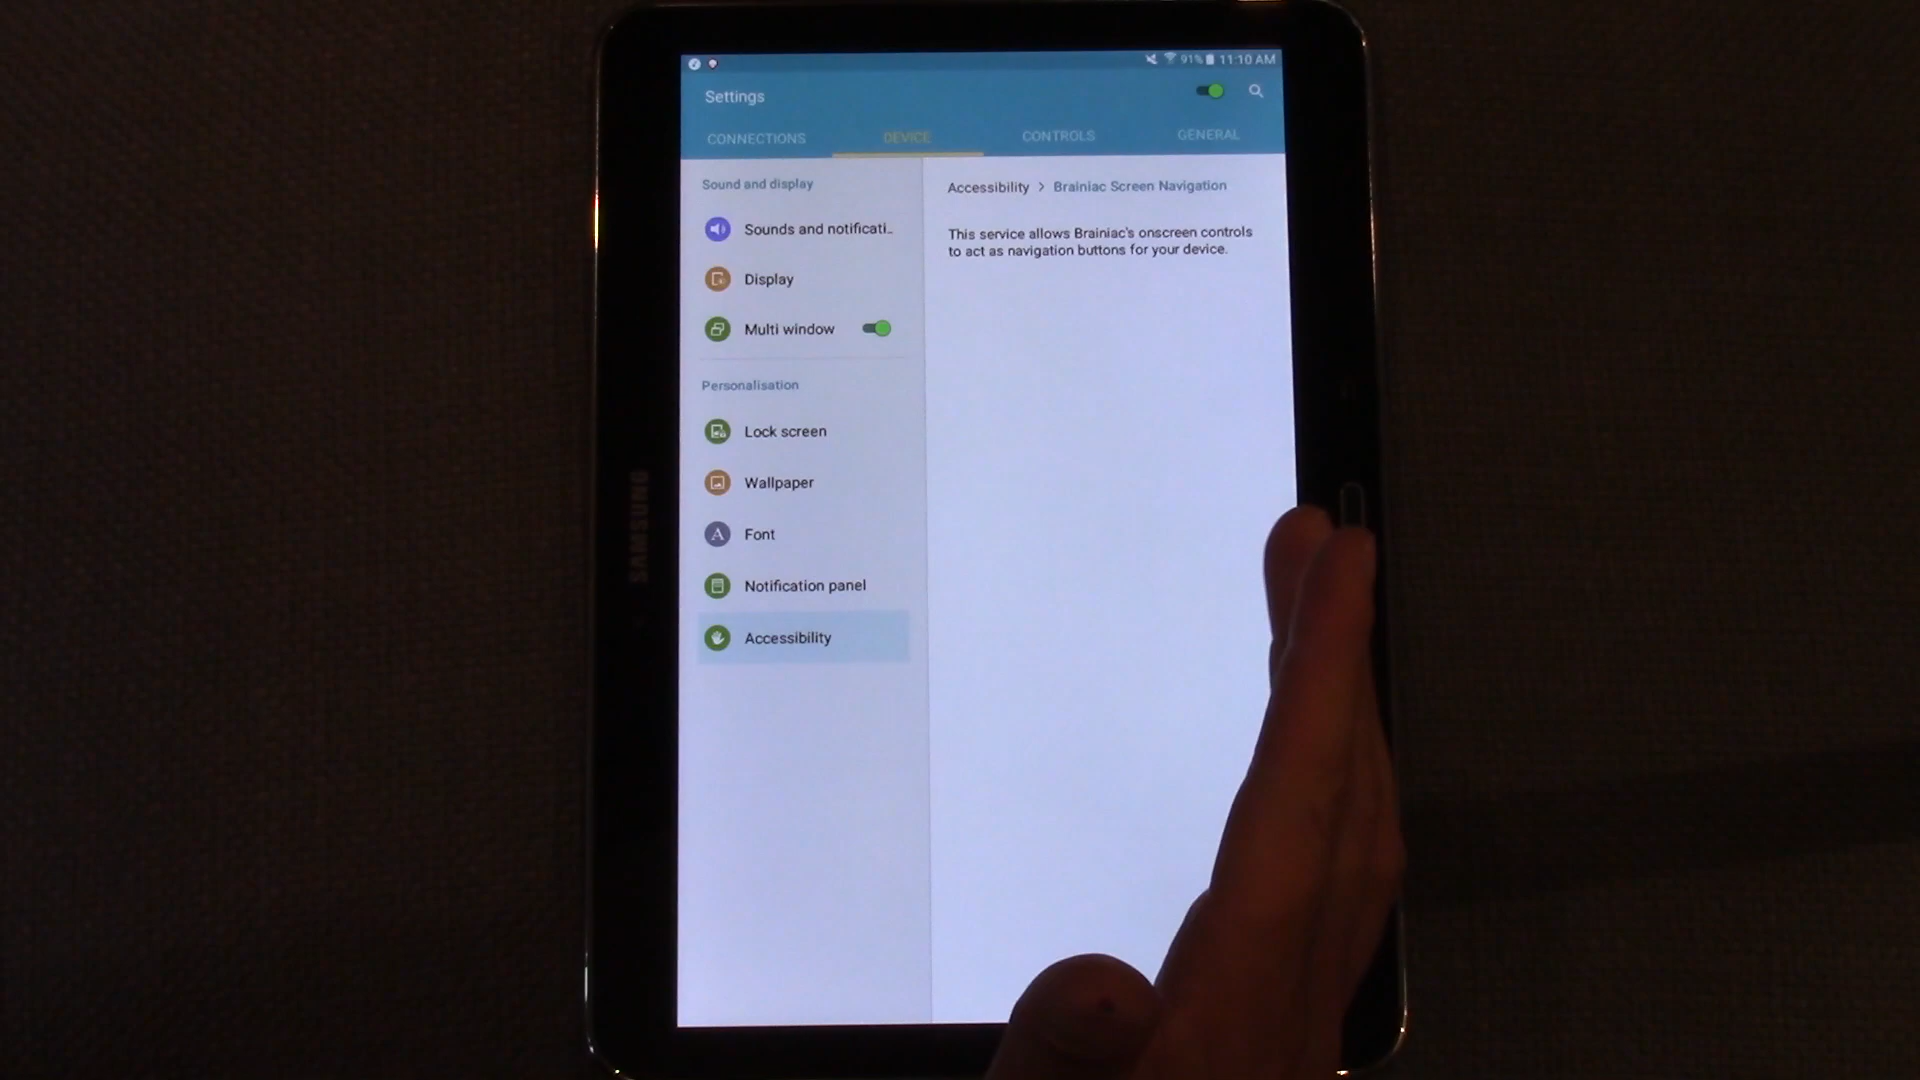 91% 11:10 AM
Settings
CONNECTIONS DEVICE CONTROLS GENERAL
Sound and display
Sounds and notificati..
Display
Multi window
Personalisation
Lock screen
Wallpaper
A Font
Notification panel
Accessibility
Accessibility > Brainiac Screen Navigation
This service allows Brainiac's onscreen controls
to act as navigation buttons for your device.
SAMSUNG